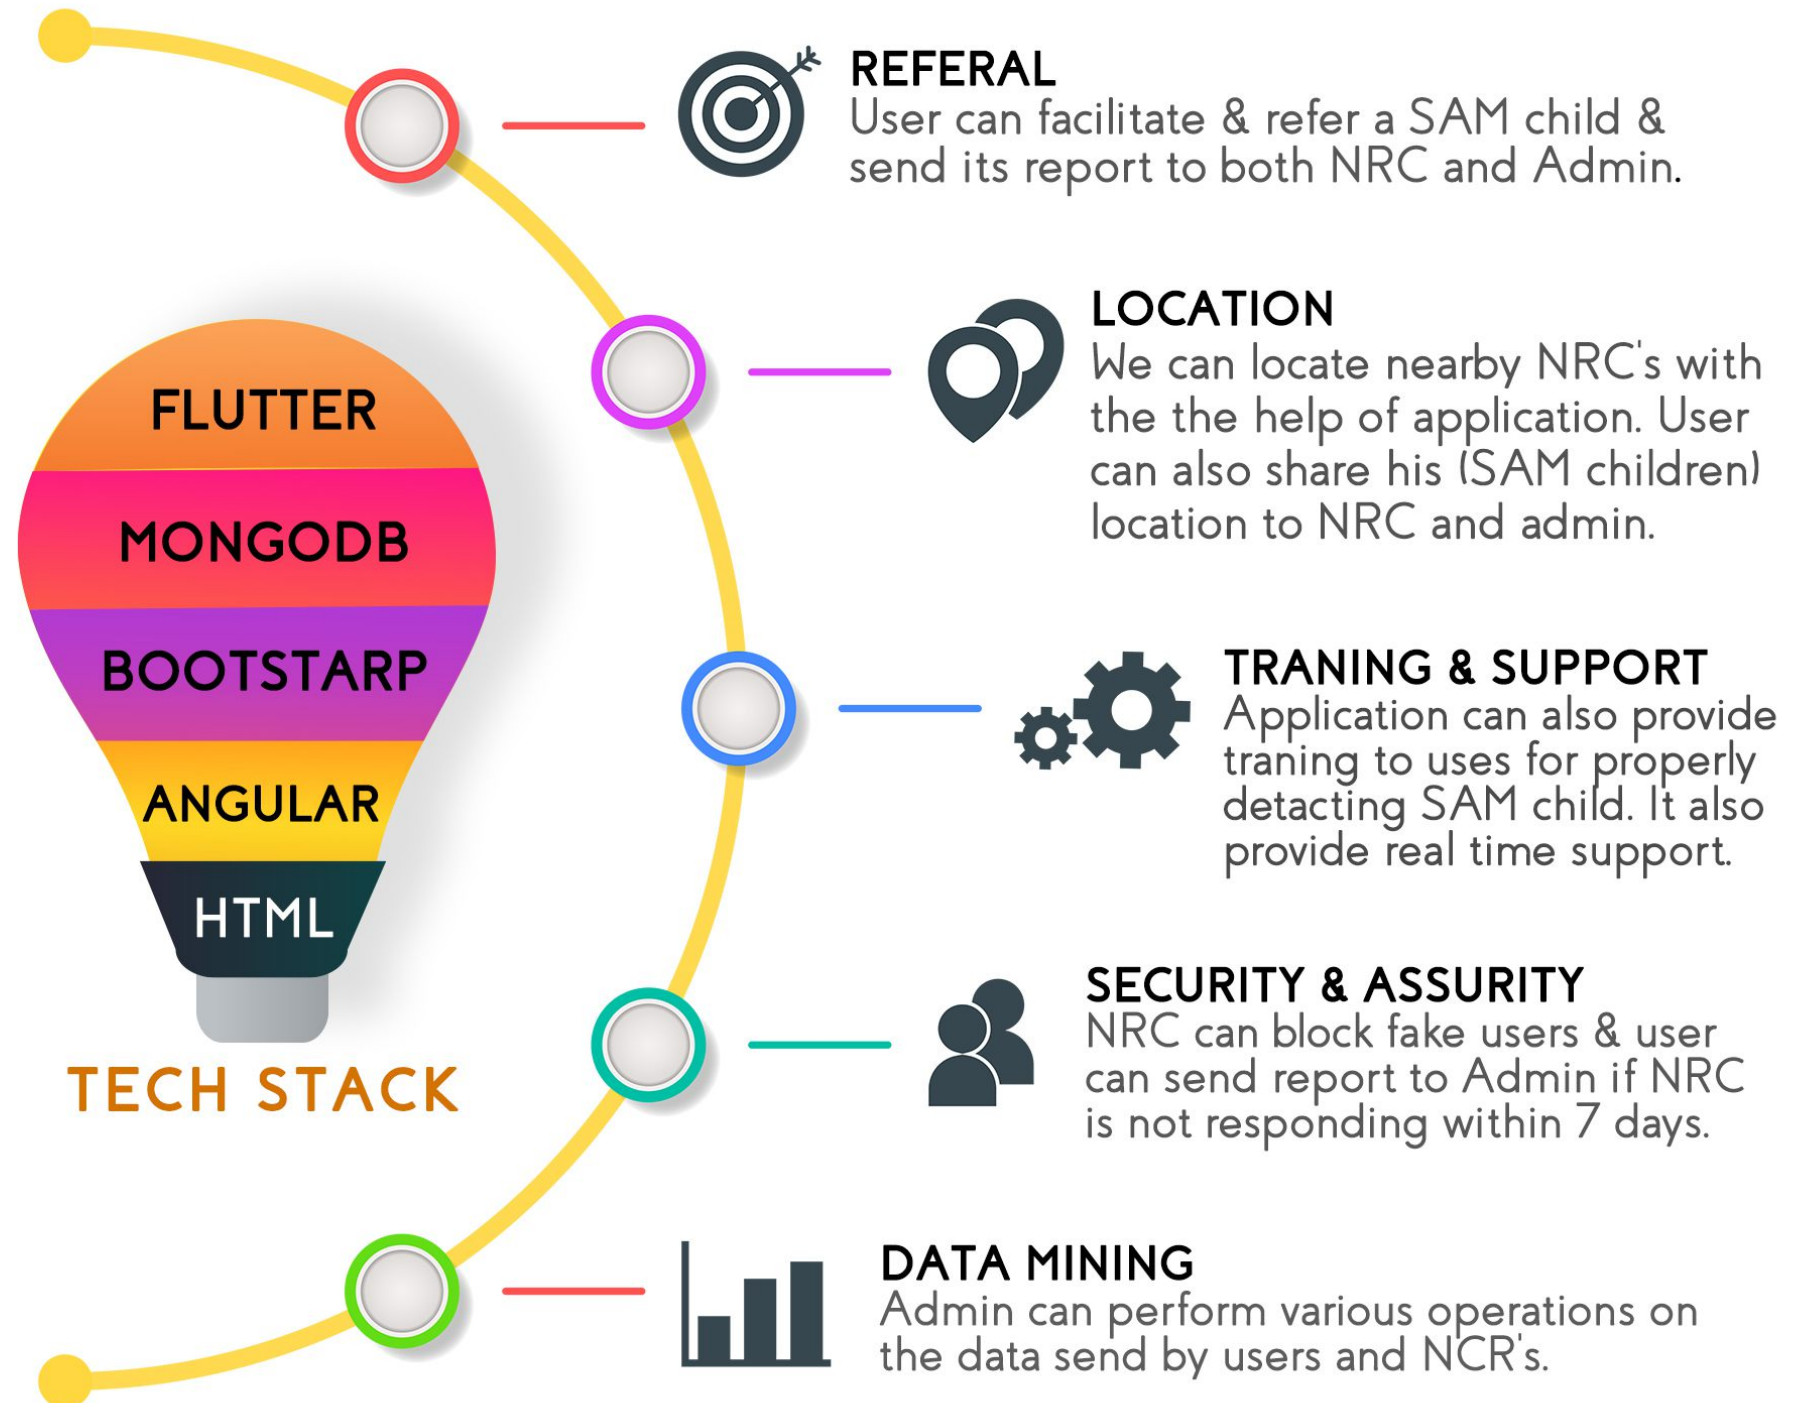 REFERAL
User can facilitate & refer a SAM child &
send its report to both NRC and Admin.
LOCATION
We can locate nearby NRC's with
the the help of application. User
can also share his (SAM children)
location to NRC and admin.
FLUTTER
MONGODB
BOOTSTARP
ANGULAR
HTML
TECH STACK
TRANING & SUPPORT
Application can also provide
traning to uses for properly
detacting SAM child. It also
provide real time support.
SECURITY & ASSURITY
NRC can block fake users & user
can send report to Admin if NRC
is not responding within 7 days.
DATA MINING
Admin can perform various operations on
the data send by users and NCR's.